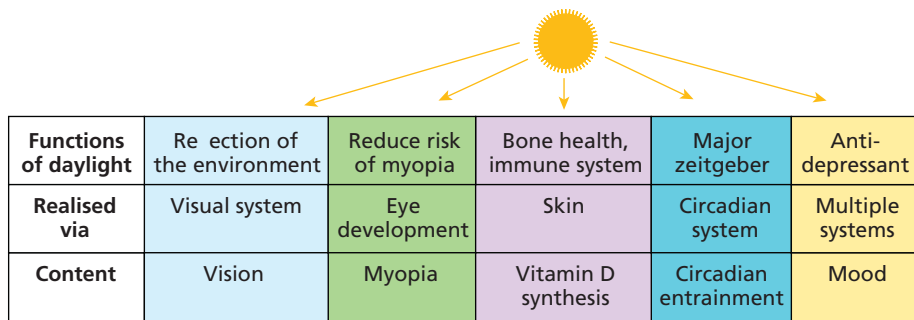 Functions of daylight
Re ection of the environment
Reduce risk of myopia
Bone health, immune system
Major zeitgeber
Anti-depressant
Realised via
Visual system
Eye development
Skin
Circadian system
Multiple systems
Content
Vision
Myopia
Vitamin D synthesis
Circadian entrainment
Mood